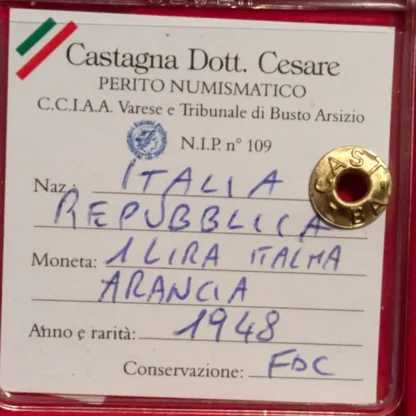 Castagna Dott. Cesare
PERITO NUMISMATICO
C.C.I.A.A. Varese e Tribunale di Busto Arsizio
N.I.P. n° 109
Naz.: ITALIA
REPUBBLICA
Moneta: 1 LIRA ITALMA
ARANCIA
Anno e rarità: 1948
Conservazione: FDC
CAST
BA